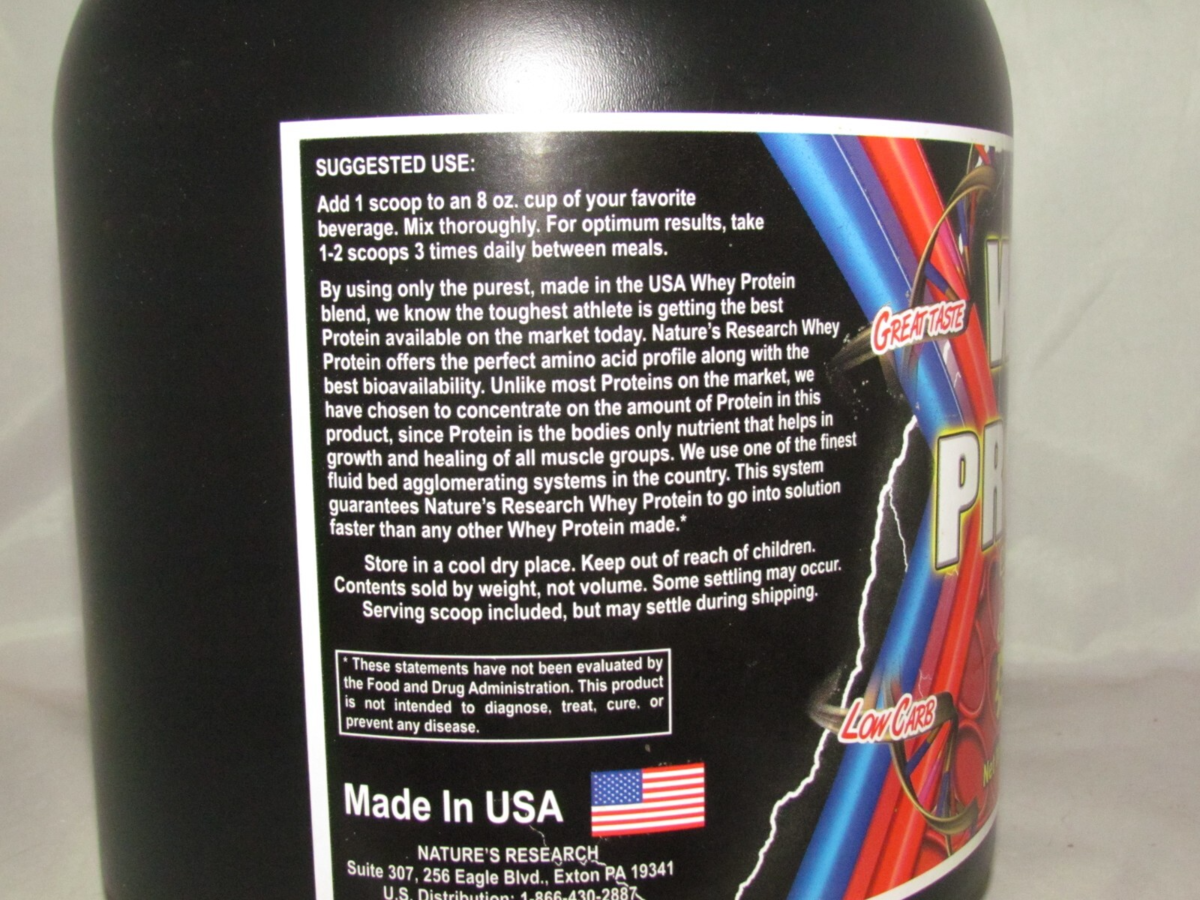 SUGGESTED USE:
Add 1 scoop to an 8 oz. cup of your favorite
beverage. Mix thoroughly. For optimum results, take
1-2 scoops 3 times daily between meals.
By using only the purest, made in the USA Whey Protein
blend, we know the toughest athlete is getting the best
Protein available on the market today. Nature's Research Whey
Protein offers the perfect amino acid profile along with the
best bioavailability. Unlike most Proteins on the market, we
have chosen to concentrate on the amount of Protein in this
product, since Protein is the bodies only nutrient that helps in
growth and healing of all muscle groups. We use one of the finest
fluid bed agglomerating systems in the country. This system
guarantees Nature's Research Whey Protein to go into solution
faster than any other Whey Protein made.*
Store in a cool dry place. Keep out of reach of children.
Contents sold by weight, not volume. Some settling may occur.
Serving scoop included, but may settle during shipping.
* These statements have not been evaluated by
the Food and Drug Administration. This product
is not intended to diagnose, treat, cure. or
prevent any disease.
Made In USA
NATURE'S RESEARCH
Suite 307, 256 Eagle Blvd., Exton PA 19341
U.S. Distribution: 1-866-430-2887
GREAT TASTE
PR
LOW CARB